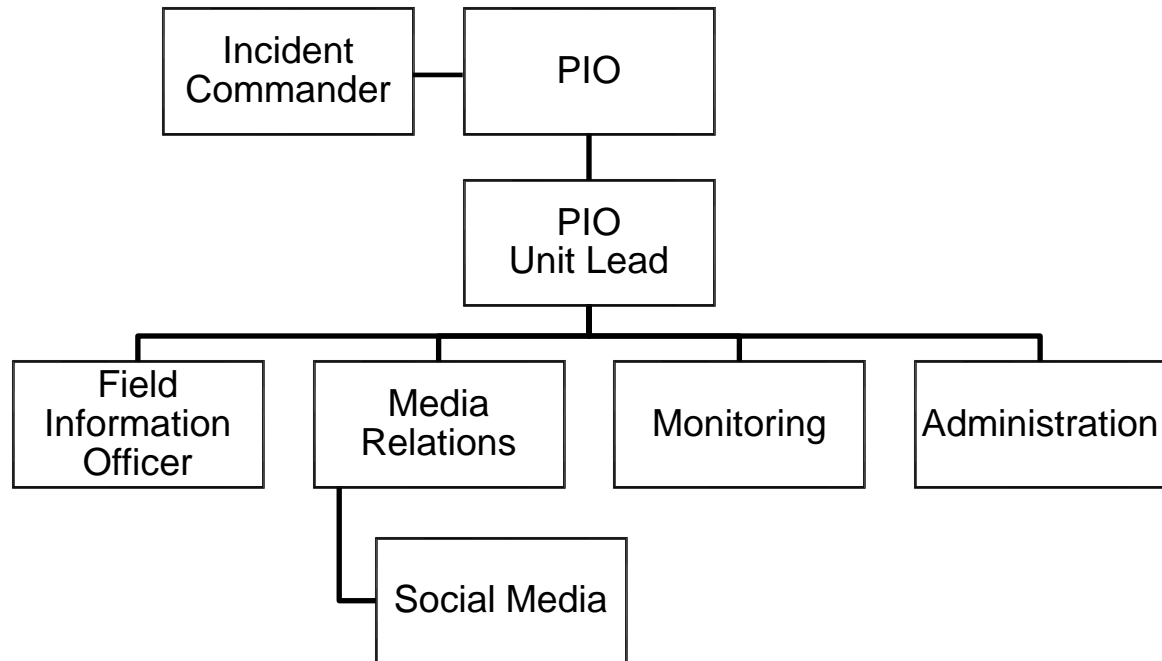 Incident
Commander
PIO
PIO
Unit Lead
Field
Information
Officer
Media
Relations
Monitoring
Administration
Social Media